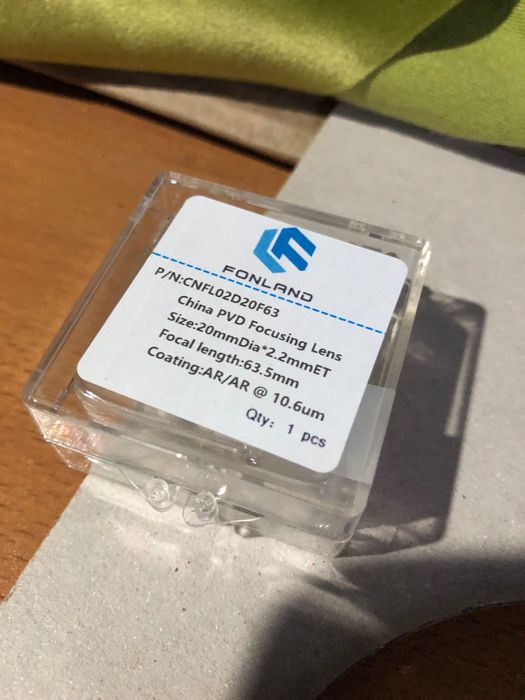 FONLAND
P/N:CNFL02D20F63
China PVD Focusing Lens
Size:20mmDia*2.2mmET
Focal length:63.5mm
Coating:AR/AR @ 10.6um
Qty: 1 pcs